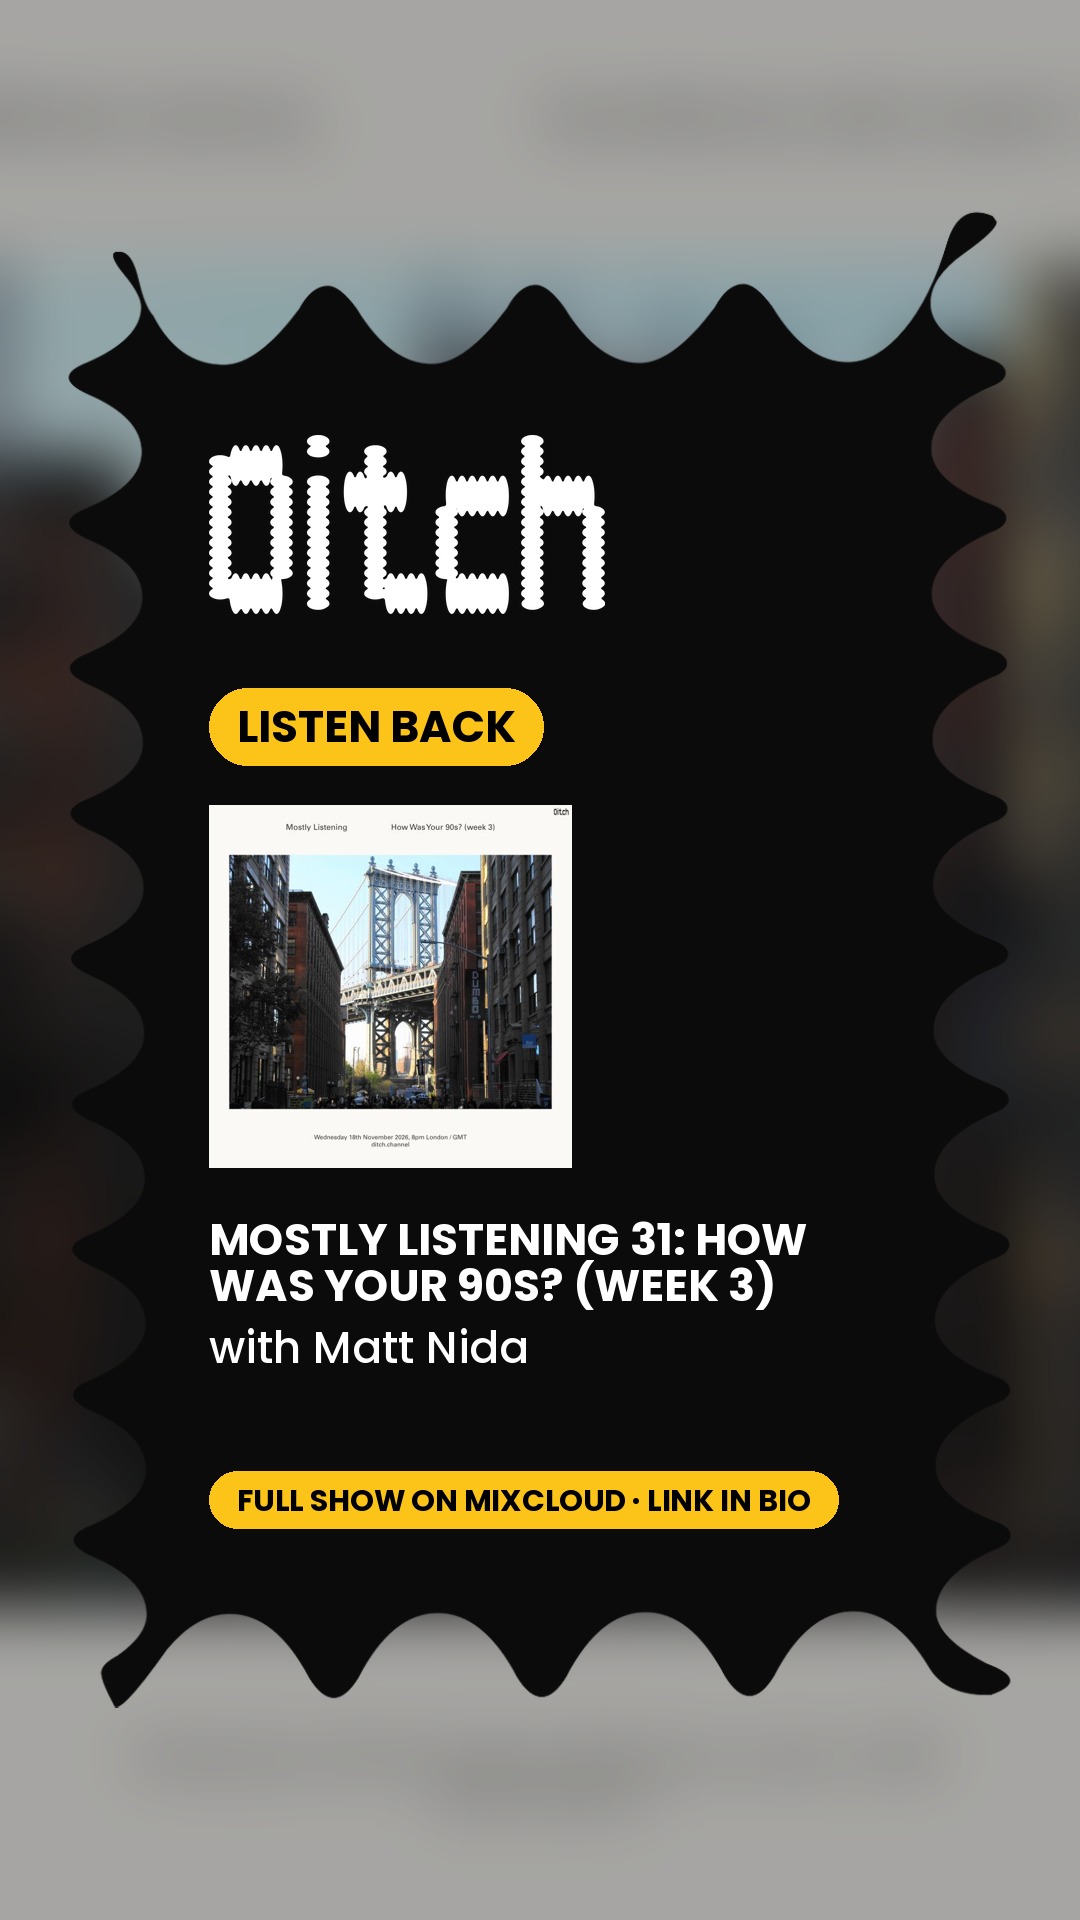 Ditch
LISTEN BACK
Ditch
Mostly Listening How Was Your 90s? (week 3)
DUMBO
Wednesday 18th November 2026, 8pm London / GMT
ditch.channel
MOSTLY LISTENING 31: HOW
WAS YOUR 90S? (WEEK 3)
with Matt Nida
FULL SHOW ON MIXCLOUD · LINK IN BIO